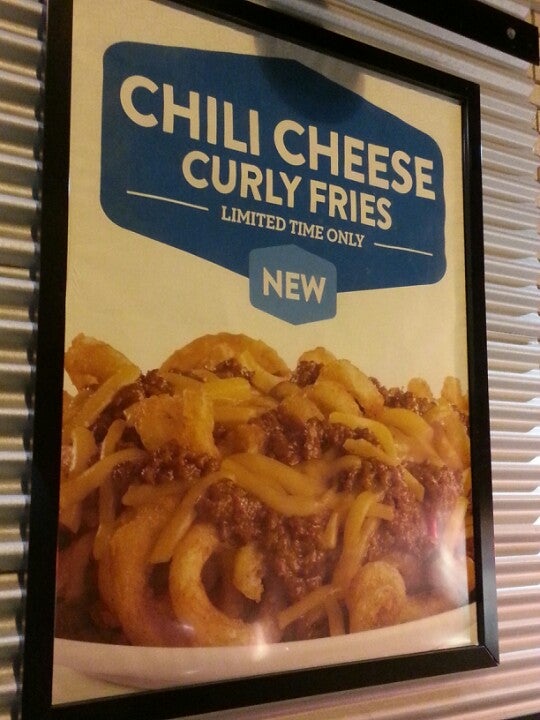 CHILI CHEESE
CURLY FRIES
LIMITED TIME ONLY
NEW